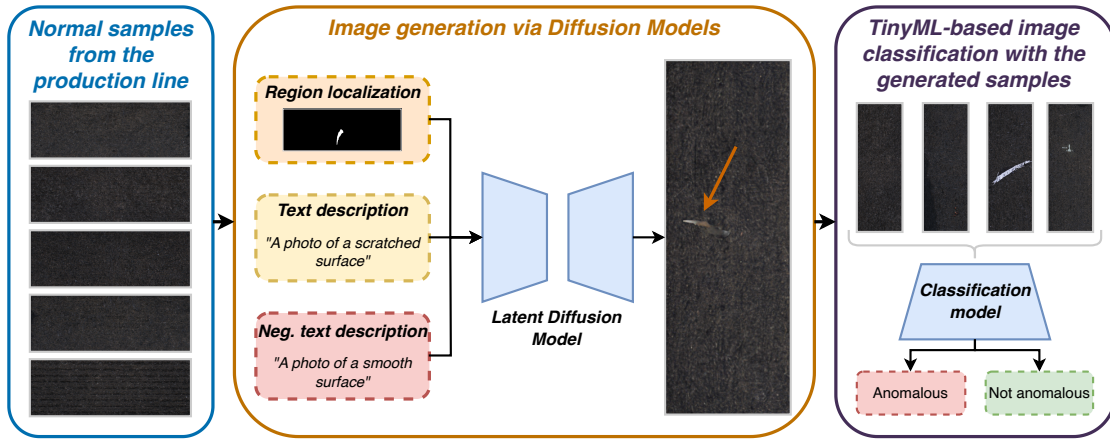 Normal samples
from the
production line
Image generation via Diffusion Models
Region localization
Text description
"A photo of a scratched
surface"
Neg. text description
"A photo of a smooth
surface"
Latent Diffusion
Model
TinyML-based image
classification with the
generated samples
Classification
model
Anomalous
Not anomalous